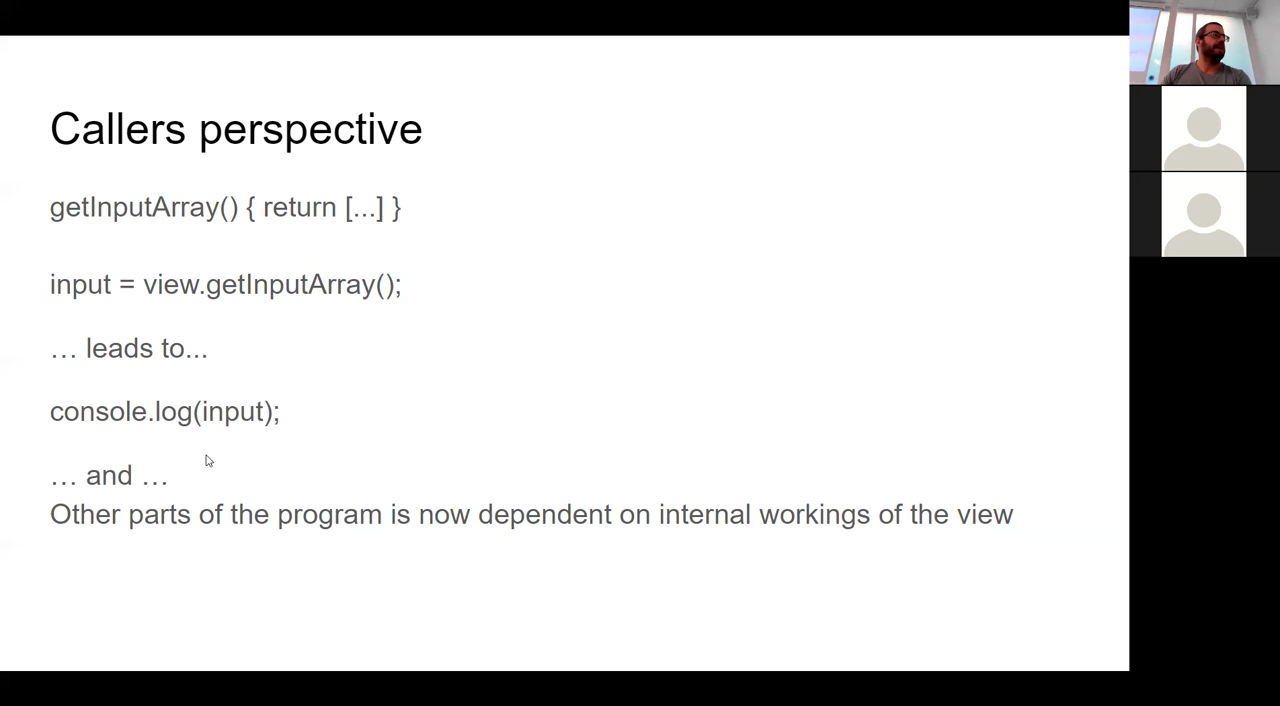 Callers perspective
getInputArray() { return [...] }
input = view.getInputArray();
… leads to...
console.log(input);
… and …
Other parts of the program is now dependent on internal workings of the view